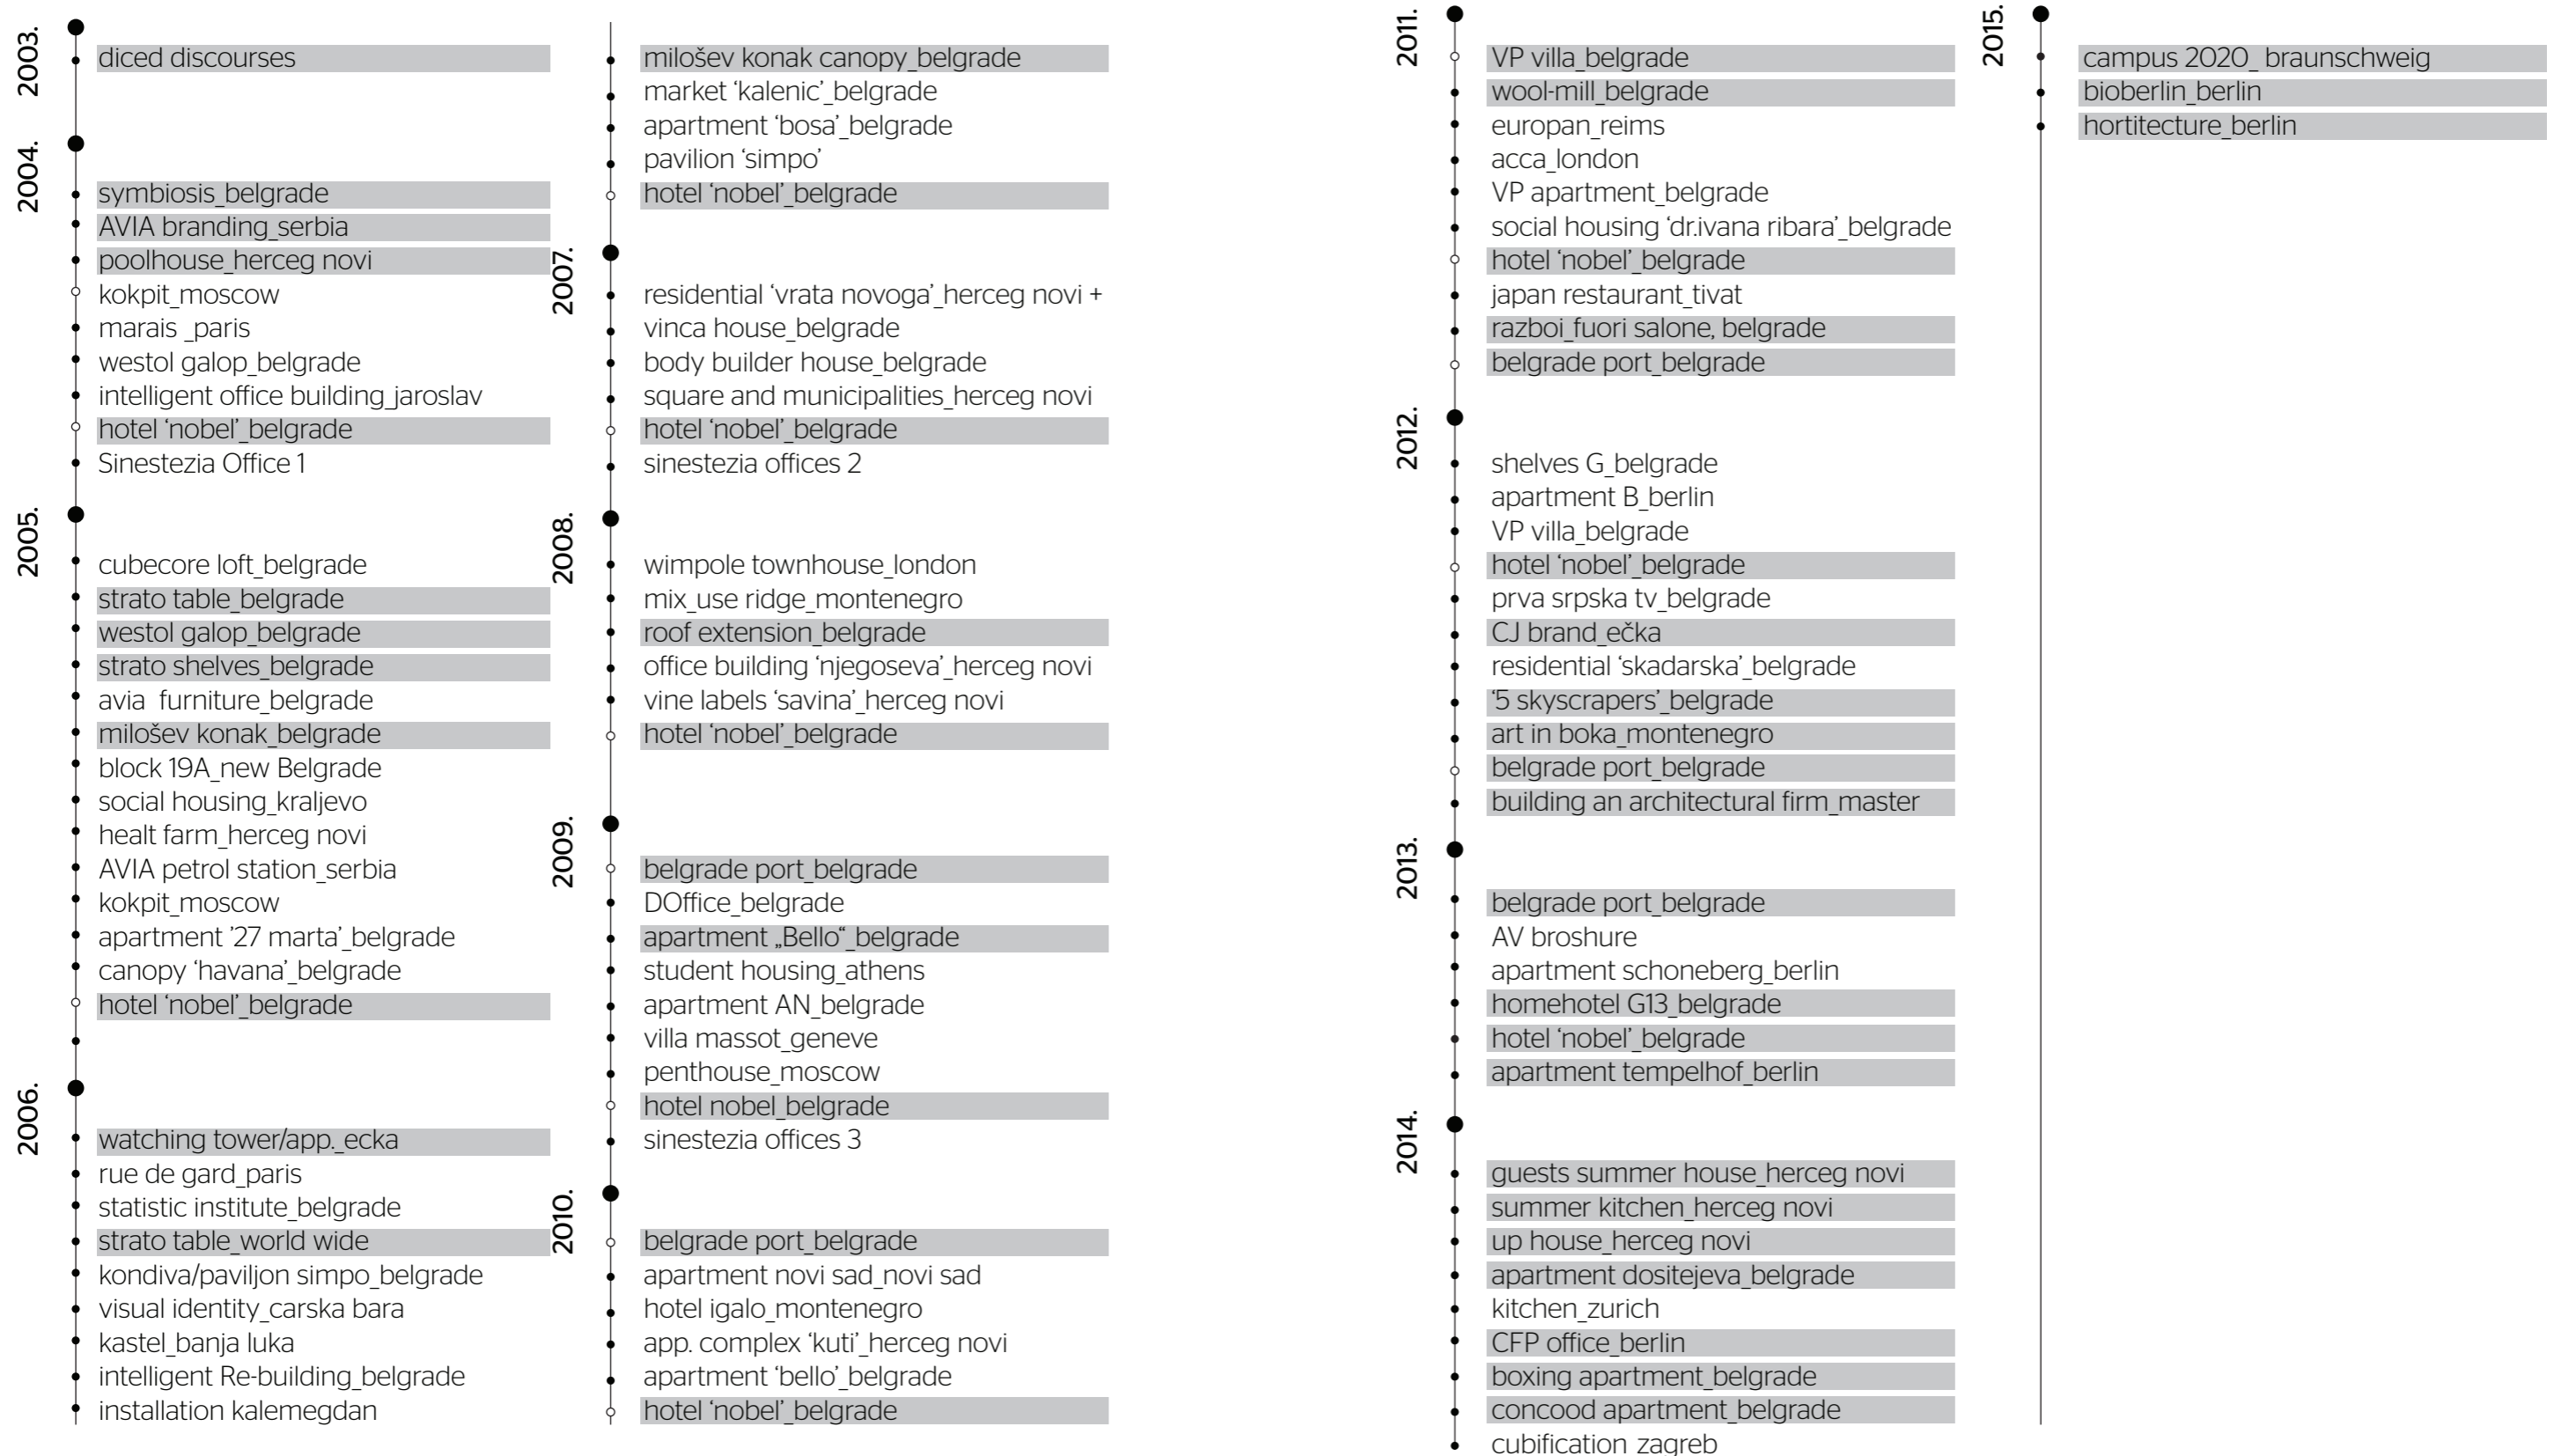 2003.
diced discourses
2004.
symbiosis_belgrade
AVIA branding_serbia
poolhouse_herceg novi
kokpit_moscow
marais _paris
westol galop_belgrade
intelligent office building_jaroslav
hotel ‘nobel’_belgrade
Sinestezia Office 1
2005.
cubecore loft_belgrade
strato table_belgrade
westol galop_belgrade
strato shelves_belgrade
avia  furniture_belgrade
milošev konak_belgrade
block 19A_new Belgrade
social housing_kraljevo
healt farm_herceg novi
AVIA petrol station_serbia
kokpit_moscow
apartment ’27 marta’_belgrade
canopy ‘havana’_belgrade
hotel ‘nobel’_belgrade
2006.
watching tower/app._ecka
rue de gard_paris
statistic institute_belgrade
strato table_world wide
kondiva/paviljon simpo_belgrade
visual identity_carska bara
kastel_banja luka
intelligent Re-building_belgrade
installation kalemegdan
milošev konak canopy_belgrade
market ‘kalenic’_belgrade
apartment ‘bosa’_belgrade
pavilion ‘simpo’
hotel ‘nobel’_belgrade
2007.
residential ‘vrata novoga’_herceg novi +
vinca house_belgrade
body builder house_belgrade
square and municipalities_herceg novi
hotel ‘nobel’_belgrade
sinestezia offices 2
2008.
wimpole townhouse_london
mix_use ridge_montenegro
roof extension_belgrade
office building ‘njegoseva’_herceg novi
vine labels ‘savina’_herceg novi
hotel ‘nobel’_belgrade
2009.
belgrade port_belgrade
DOffice_belgrade
apartment „Bello“_belgrade
student housing_athens
apartment AN_belgrade
villa massot_geneve
penthouse_moscow
hotel nobel_belgrade
sinestezia offices 3
2010.
belgrade port_belgrade
apartment novi sad_novi sad
hotel igalo_montenegro
app. complex ‘kuti’_herceg novi
apartment ‘bello’_belgrade
hotel ‘nobel’_belgrade
2011.
VP villa_belgrade
wool-mill_belgrade
europan_reims
acca_london
VP apartment_belgrade
social housing ‘dr.ivana ribara’_belgrade
hotel ‘nobel’_belgrade
japan restaurant_tivat
razboi_fuori salone, belgrade
belgrade port_belgrade
2012.
shelves G_belgrade
apartment B_berlin
VP villa_belgrade
hotel ‘nobel’_belgrade
prva srpska tv_belgrade
CJ brand_ečka
residential ‘skadarska’_belgrade
‘5 skyscrapers’_belgrade
art in boka_montenegro
belgrade port_belgrade
building an architectural firm_master
2013.
belgrade port_belgrade
AV broshure
apartment schoneberg_berlin
homehotel G13_belgrade
hotel ‘nobel’_belgrade
apartment tempelhof_berlin
2014.
guests summer house_herceg novi
summer kitchen_herceg novi
up house_herceg novi
apartment dositejeva_belgrade
kitchen_zurich
CFP office_berlin
boxing apartment_belgrade
concood apartment_belgrade
cubification_zagreb
2015.
campus 2020_ braunschweig
bioberlin_berlin
hortitecture_berlin